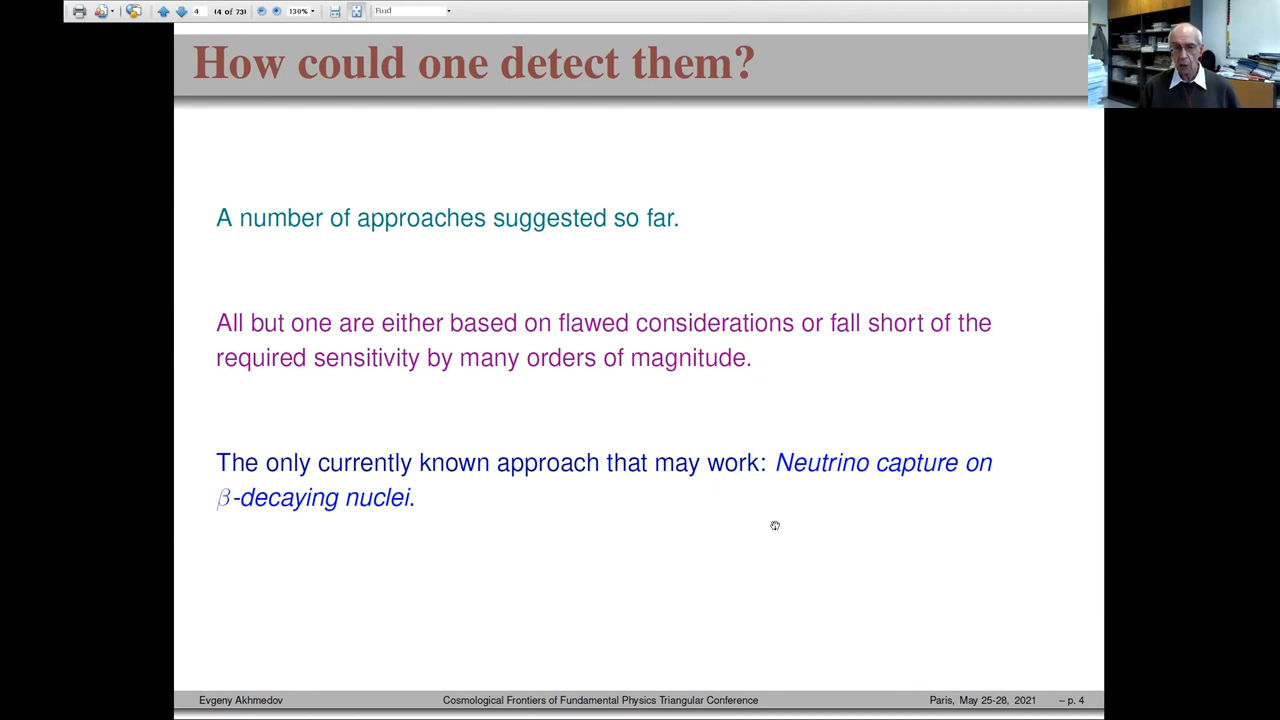 4 (4 of 73) 130% Find
How could one detect them?
A number of approaches suggested so far.
All but one are either based on flawed considerations or fall short of the
required sensitivity by many orders of magnitude.
The only currently known approach that may work: Neutrino capture on
β-decaying nuclei.
Evgeny Akhmedov Cosmological Frontiers of Fundamental Physics Triangular Conference Paris, May 25-28, 2021 – p. 4